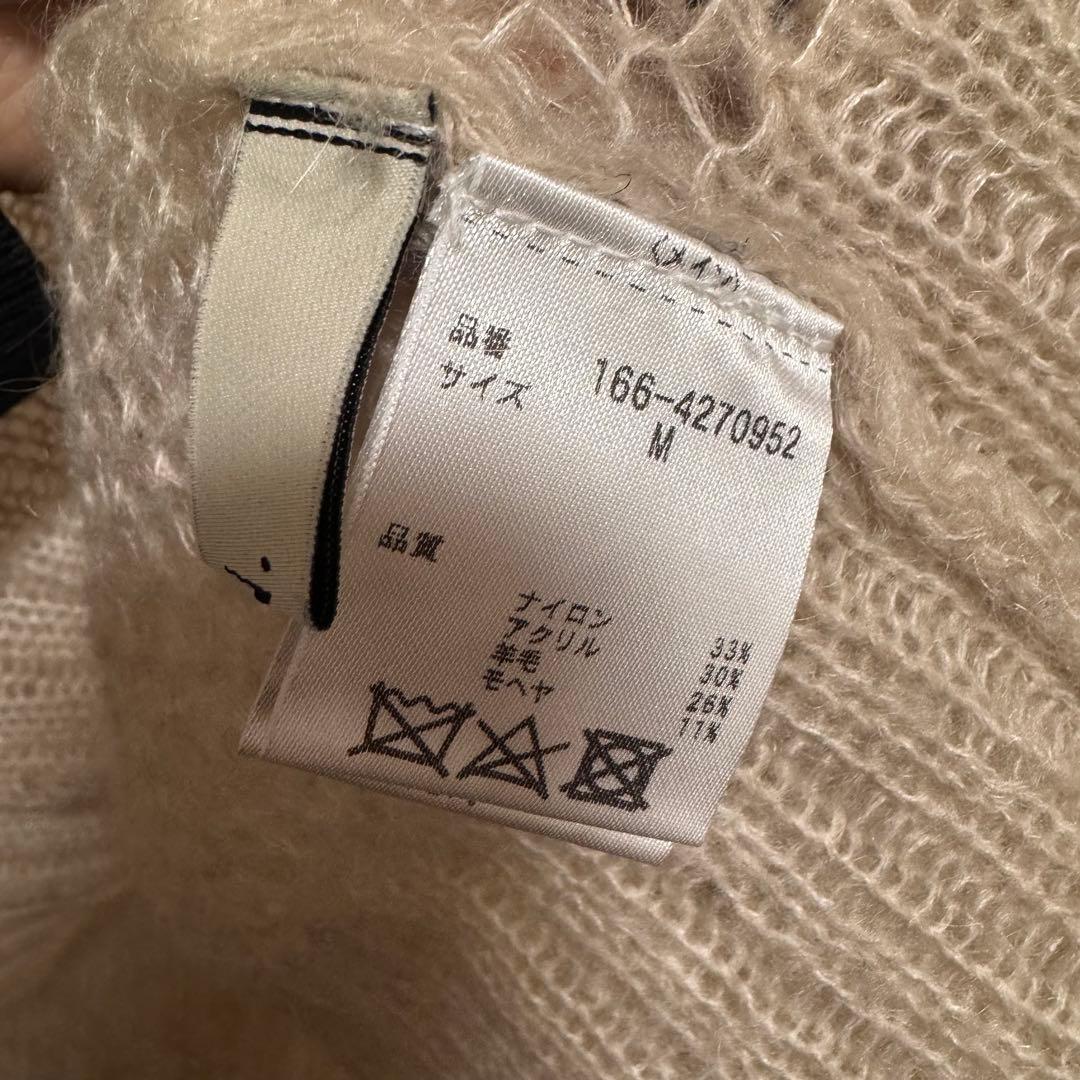 (メイン)
品番 166-4270952
サイズ M
品質
ナイロン 33%
アクリル 30%
羊毛 26%
モヘヤ 11%